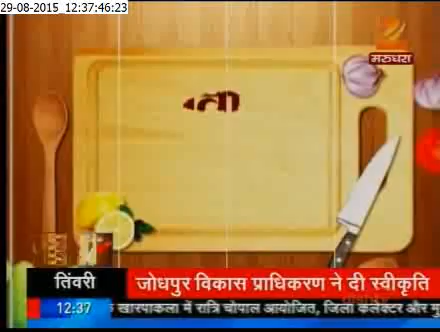 29-08-2015 12:37:46:23
मरुधरा
तिंवरी
जोधपुर विकास प्राधिकरण ने दी स्वीकृति
12:37
खारपाकला में रात्रि चोपाल आयोजित, जिला कलेक्टर और